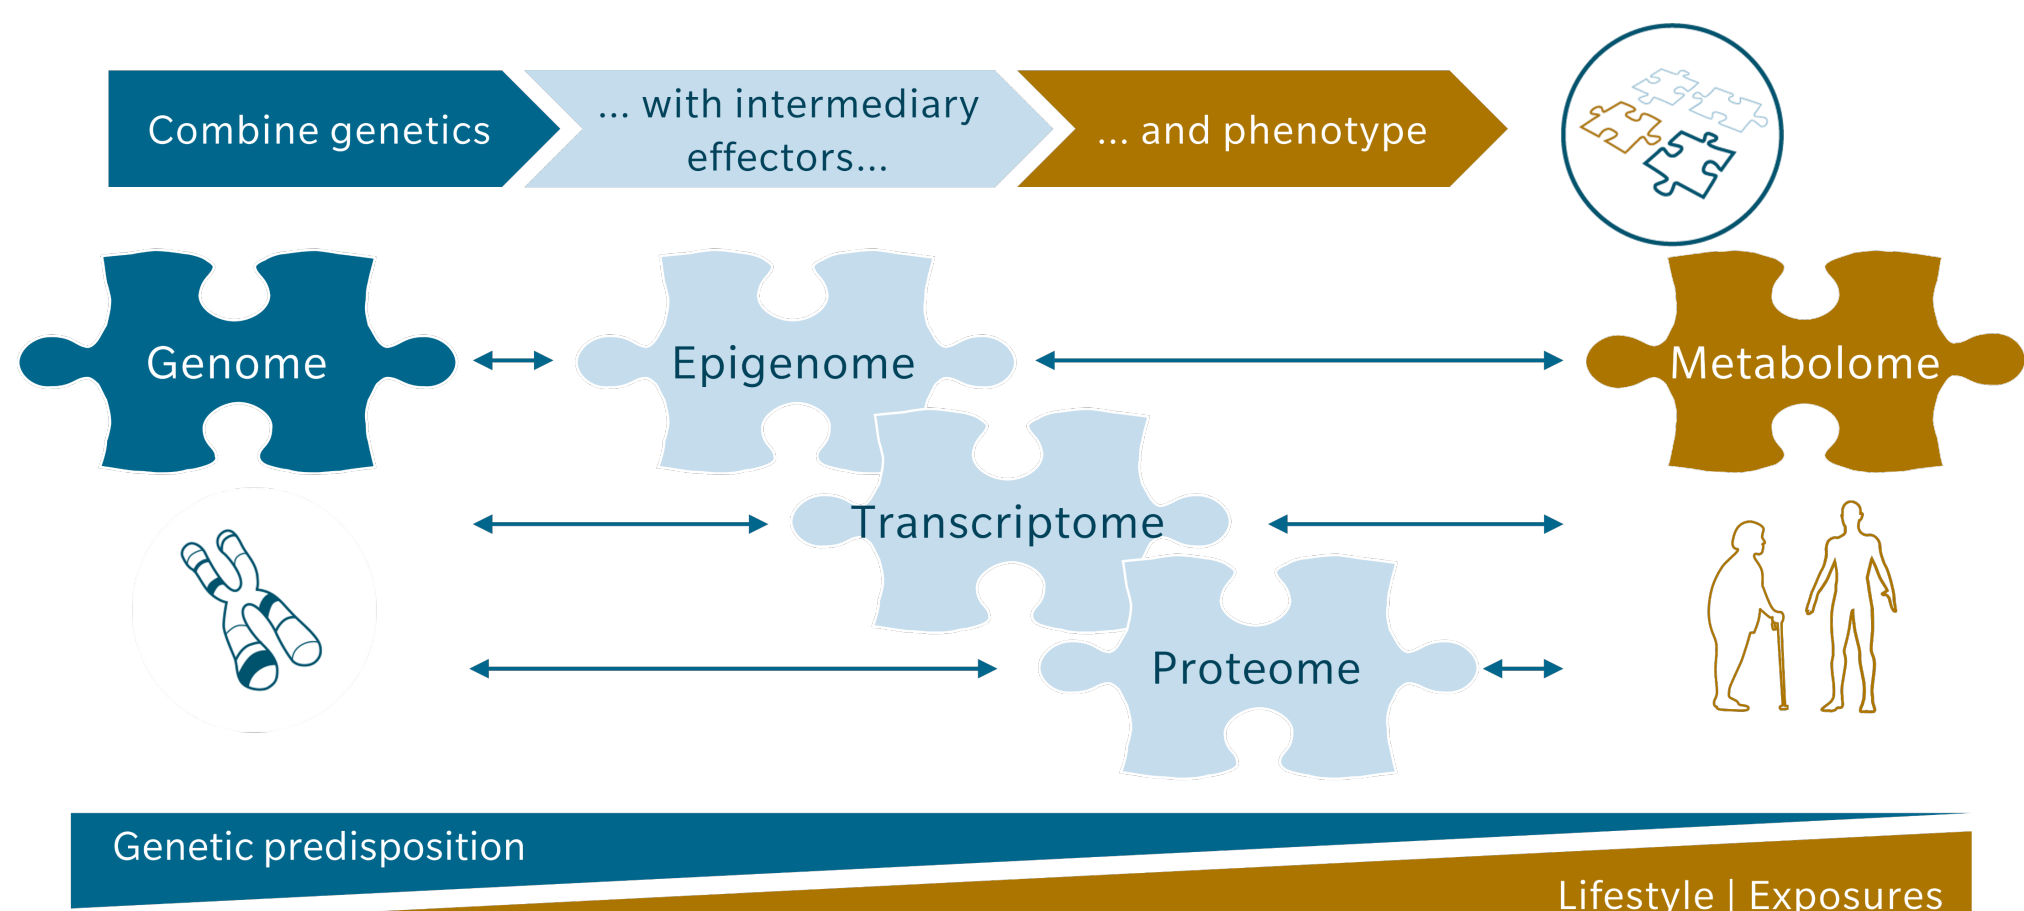 Combine genetics
... with intermediary
effectors...
... and phenotype
Genome
Epigenome
Metabolome
Transcriptome
Proteome
Genetic predisposition
Lifestyle | Exposures